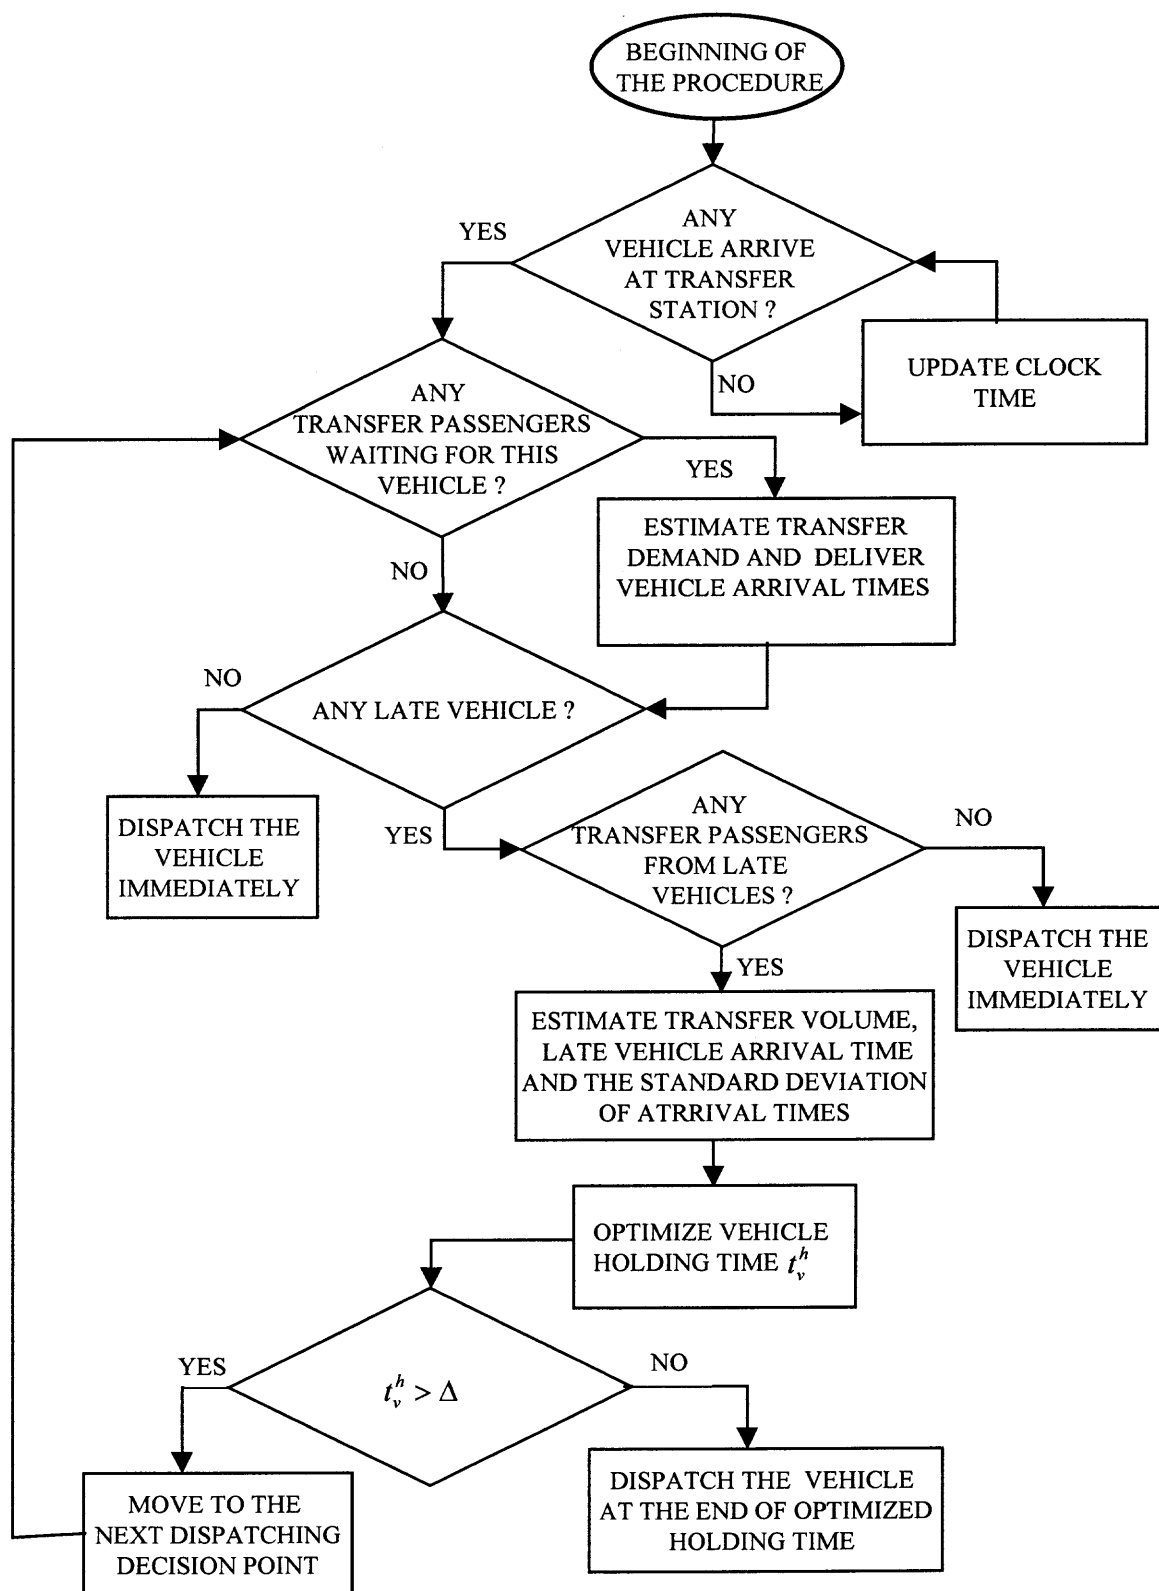 BEGINNING OF
THE PROCEDURE
YES
ANY
VEHICLE ARRIVE
AT TRANSFER
STATION ?
NO
UPDATE CLOCK
TIME
ANY
TRANSFER PASSENGERS
WAITING FOR THIS
VEHICLE ?
YES
ESTIMATE TRANSFER
DEMAND AND DELIVER
VEHICLE ARRIVAL TIMES
NO
NO
ANY LATE VEHICLE ?
DISPATCH THE
VEHICLE
IMMEDIATELY
YES
ANY
TRANSFER PASSENGERS
FROM LATE
VEHICLES ?
NO
DISPATCH THE
VEHICLE
IMMEDIATELY
YES
ESTIMATE TRANSFER VOLUME,
LATE VEHICLE ARRIVAL TIME
AND THE STANDARD DEVIATION
OF ATRRIVAL TIMES
OPTIMIZE VEHICLE
HOLDING TIME $t_v^h$
YES
$t_v^h > \Delta$
NO
MOVE TO THE
NEXT DISPATCHING
DECISION POINT
DISPATCH THE VEHICLE
AT THE END OF OPTIMIZED
HOLDING TIME